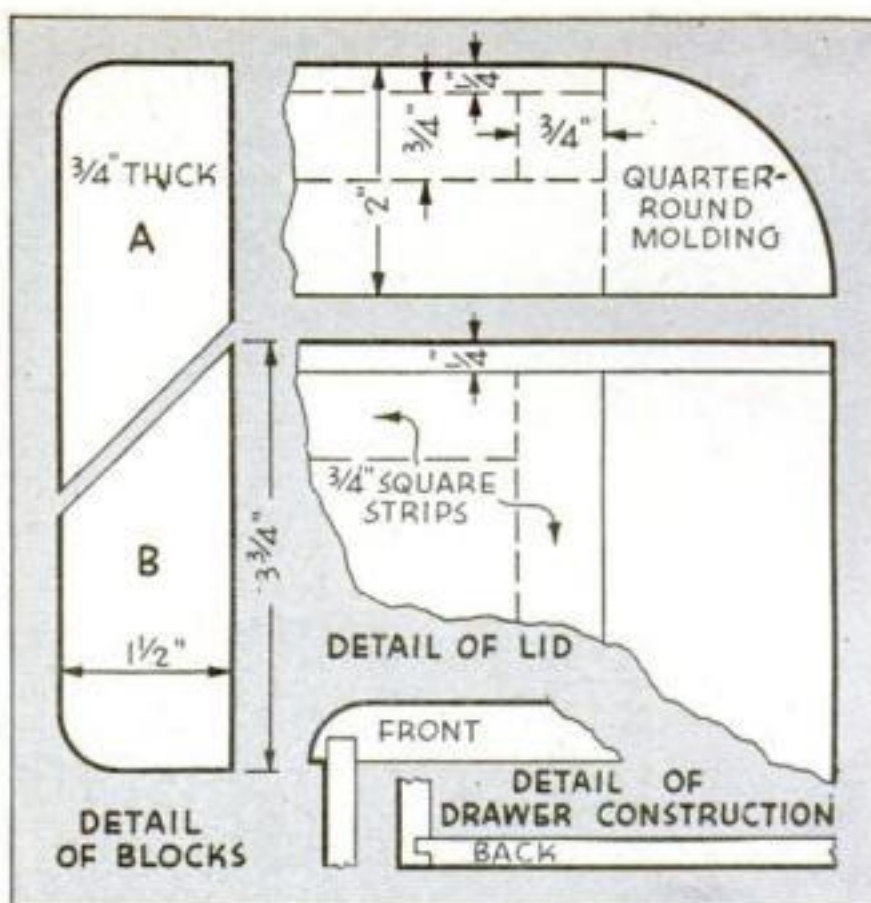 3/4" THICK
A
B
1 1/2"
3 3/4"
DETAIL
OF BLOCKS
1/4"
3/4"
3/4"
2"
QUARTER-
ROUND
MOLDING
1/4"
3/4" SQUARE
STRIPS
DETAIL OF LID
FRONT
DETAIL OF
DRAWER CONSTRUCTION
BACK